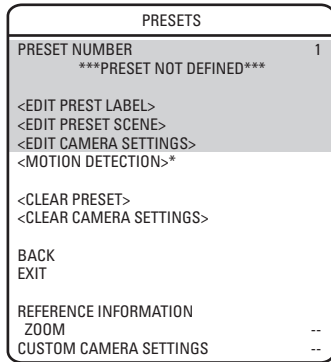 PRESETS
PRESET NUMBER 1
***PRESET NOT DEFINED***
<EDIT PREST LABEL>
<EDIT PRESET SCENE>
<EDIT CAMERA SETTINGS>
<MOTION DETECTION>*
<CLEAR PRESET>
<CLEAR CAMERA SETTINGS>
BACK
EXIT
REFERENCE INFORMATION
ZOOM --
CUSTOM CAMERA SETTINGS --